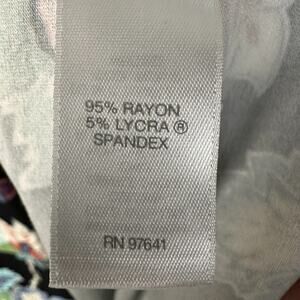 95% RAYON
5% LYCRA ®
SPANDEX
RN 97641